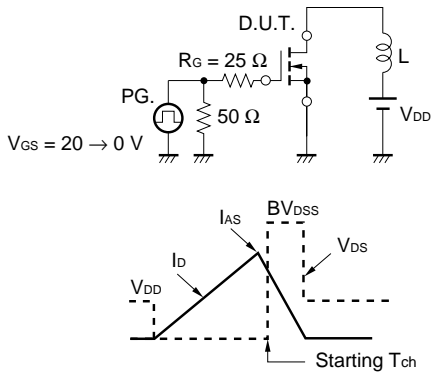 D.U.T.
RG = 25 Ω
L
PG.
50 Ω
VDD
VGS = 20 → 0 V
BVDSS
IAS
ID
VDS
VDD
Starting Tch